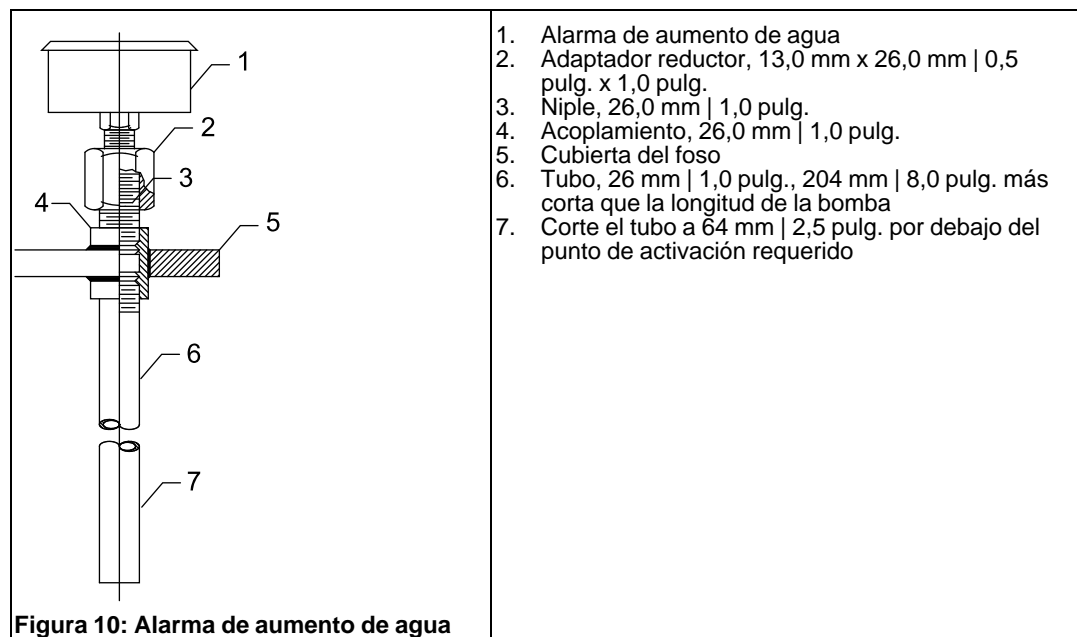 1
2
3
4
5
6
7
Figura 10: Alarma de aumento de agua
1. Alarma de aumento de agua
2. Adaptador reductor, 13,0 mm x 26,0 mm | 0,5
pulg. x 1,0 pulg.
3. Niple, 26,0 mm | 1,0 pulg.
4. Acoplamiento, 26,0 mm | 1,0 pulg.
5. Cubierta del foso
6. Tubo, 26 mm | 1,0 pulg., 204 mm | 8,0 pulg. más
corta que la longitud de la bomba
7. Corte el tubo a 64 mm | 2,5 pulg. por debajo del
punto de activación requerido